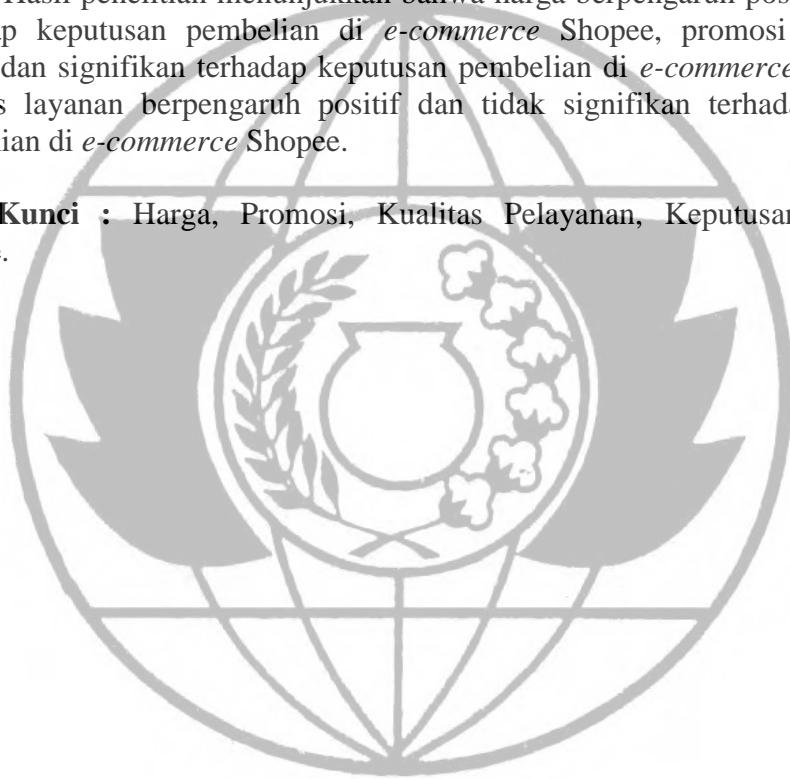 Hasil penelitian menunjukkan bahwa harga berpengaruh pos
ap keputusan pembelian di e-commerce Shopee, promosi
dan signifikan terhadap keputusan pembelian di e-commerce
s layanan berpengaruh positif dan tidak signifikan terhada
ian di e-commerce Shopee.
Kunci : Harga, Promosi, Kualitas Pelayanan, Keputusan